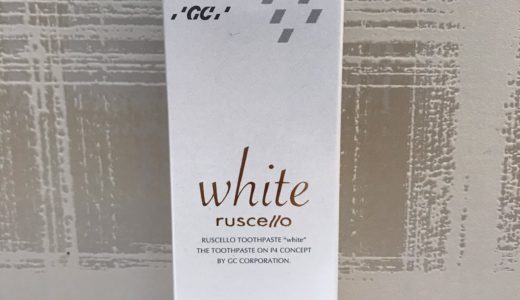 'GC.'
white
ruscello
RUSCELLO TOOTHPASTE "white"
THE TOOTHPASTE ON P4 CONCEPT
BY GC CORPORATION.